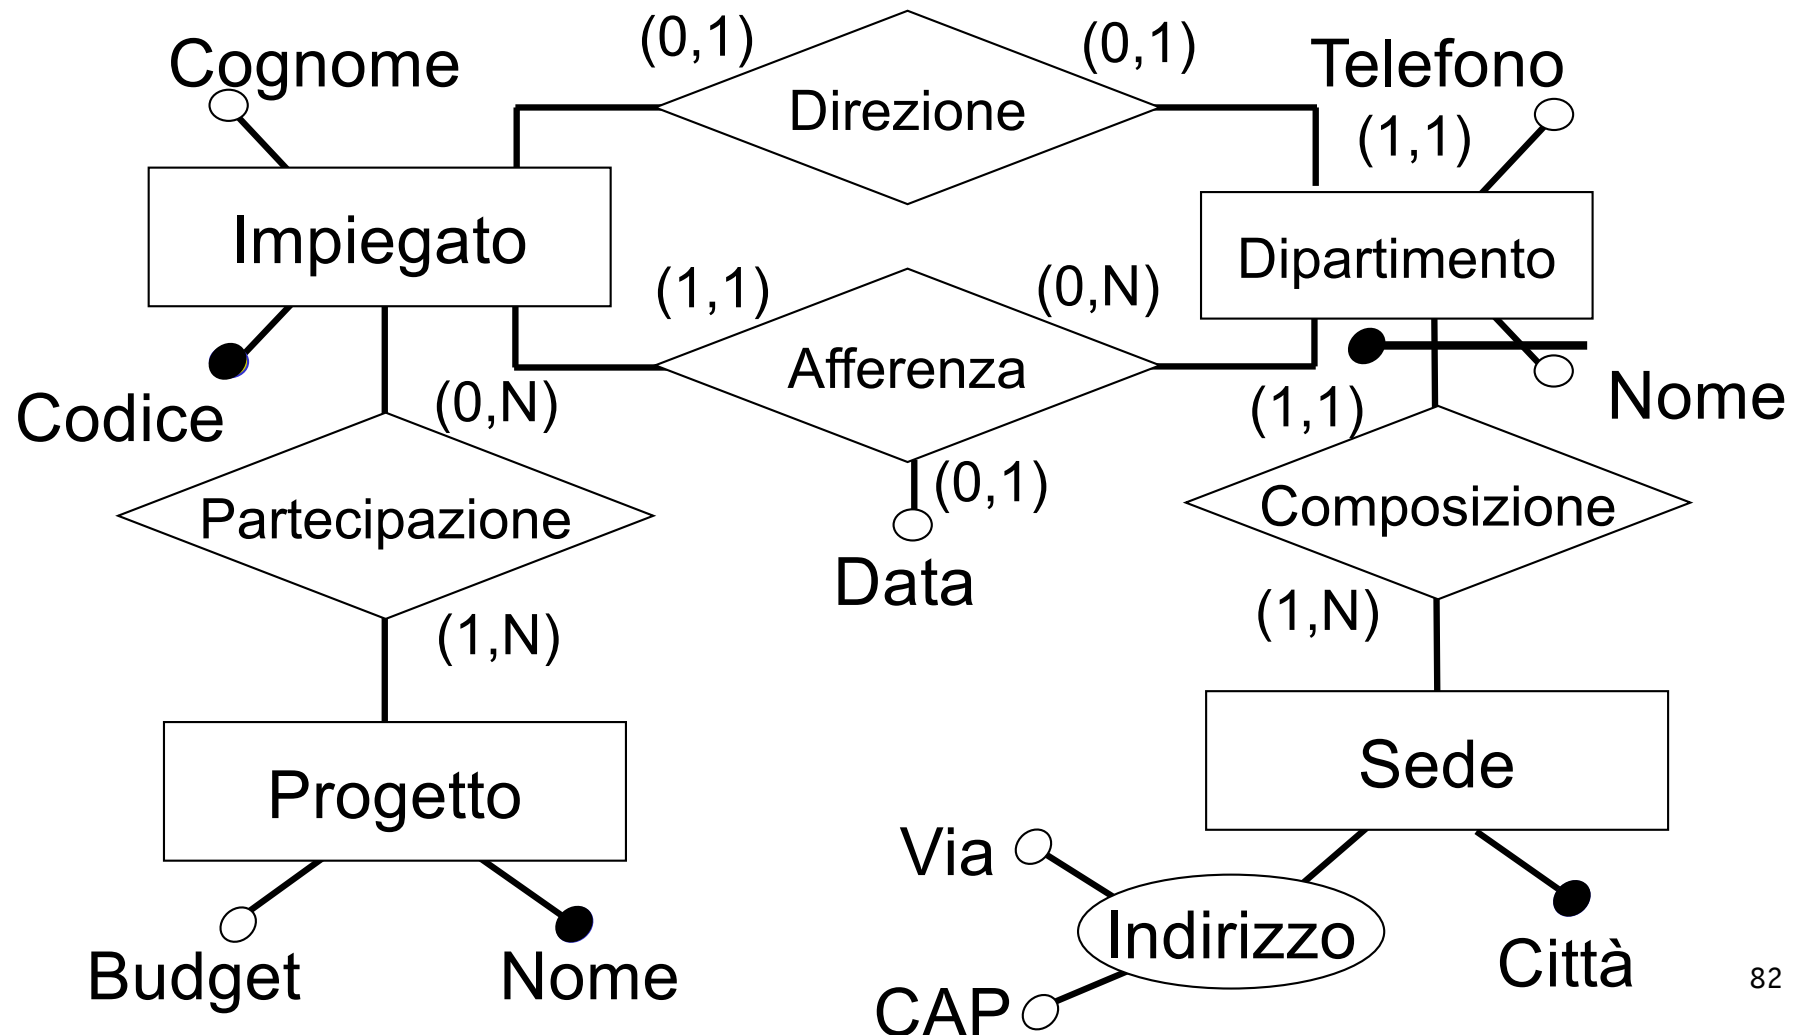 (0,1)
(0,1)
Cognome
Telefono
Direzione
(1,1)
Impiegato
Dipartimento
(1,1)
(0,N)
Afferenza
Codice
(0,N)
(1,1)
Nome
(0,1)
Partecipazione
Composizione
Data
(1,N)
(1,N)
Progetto
Sede
Via
Indirizzo
Città
Budget
Nome
CAP
82